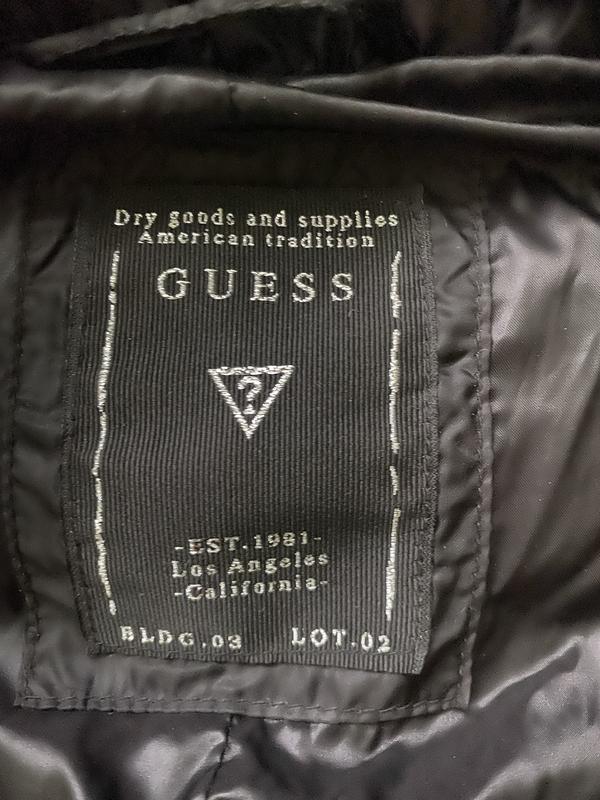 Dry goods and supplies
American tradition
GUESS
?
-EST.1981-
Los Angeles
-California-
BLDG.03 LOT.02